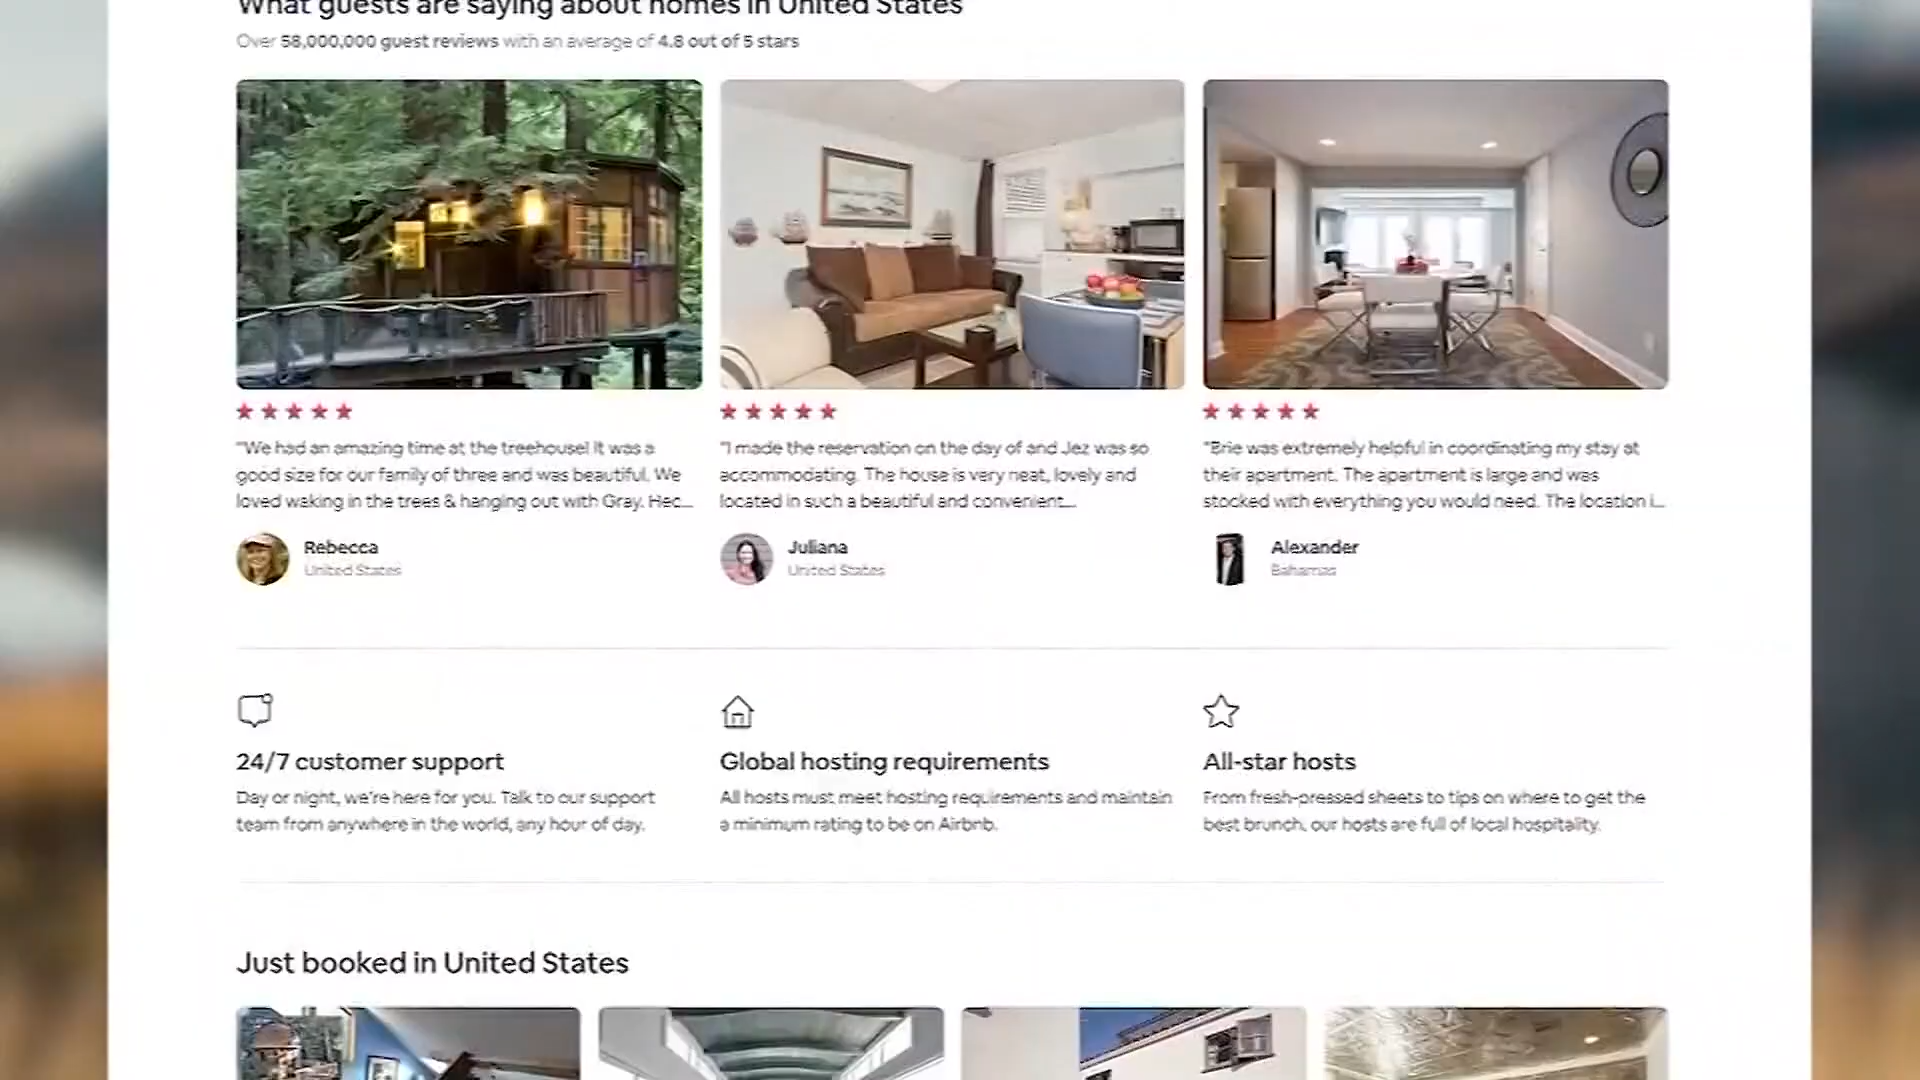 What guests are saying about homes in United States
Over 58,000,000 guest reviews with an average of 4.8 out of 5 stars
"We had an amazing time at the treehouse! It was a
good size for our family of three and was beautiful. We
loved waking in the trees & hanging out with Gray. Hec...
"I made the reservation on the day of and Jez was so
accommodating. The house is very neat, lovely and
located in such a beautiful and convenient...
"Brie was extremely helpful in coordinating my stay at
their apartment. The apartment is large and was
stocked with everything you would need. The location i...
Rebecca
United States
Juliana
United States
Alexander
Bahamas
24/7 customer support
Day or night, we're here for you. Talk to our support
team from anywhere in the world, any hour of day.
Global hosting requirements
All hosts must meet hosting requirements and maintain
a minimum rating to be on Airbnb.
All-star hosts
From fresh-pressed sheets to tips on where to get the
best brunch, our hosts are full of local hospitality.
Just booked in United States